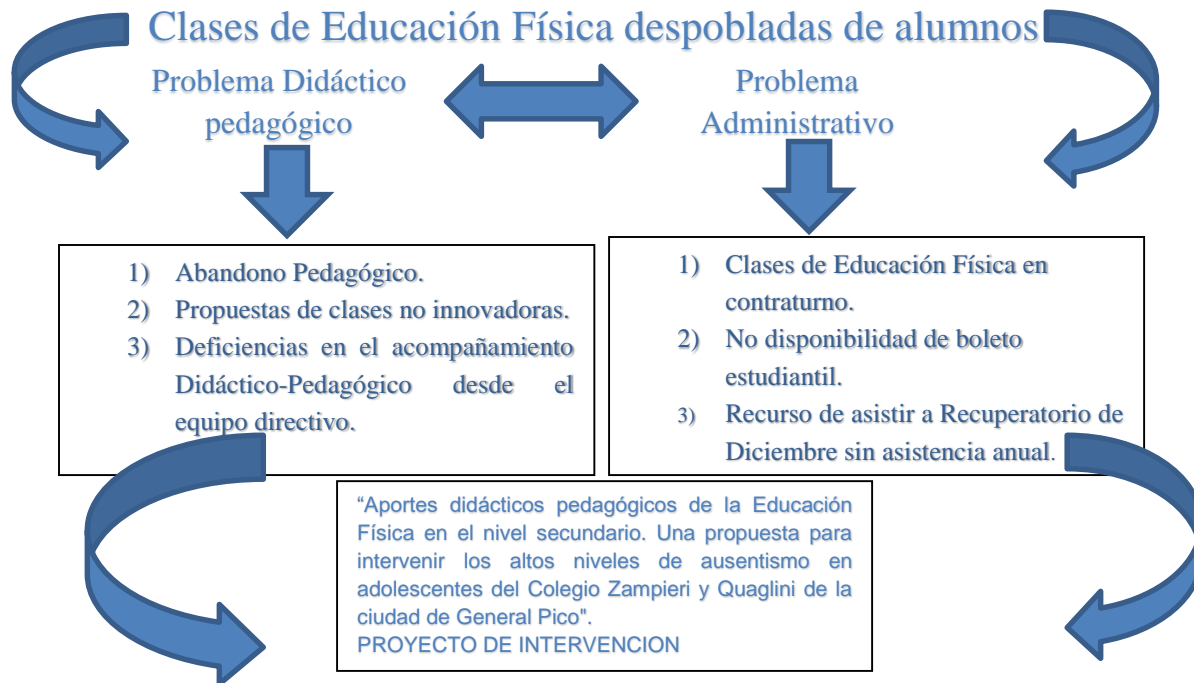 Clases de Educación Física despobladas de alumnos
Problema Didáctico
pedagógico
Problema
Administrativo
1) Abandono Pedagógico.
2) Propuestas de clases no innovadoras.
3) Deficiencias en el acompañamiento
Didáctico-Pedagógico desde el
equipo directivo.
1) Clases de Educación Física en
contraturno.
2) No disponibilidad de boleto
estudiantil.
3) Recurso de asistir a Recuperatorio de
Diciembre sin asistencia anual.
“Aportes didácticos pedagógicos de la Educación
Física en el nivel secundario. Una propuesta para
intervenir los altos niveles de ausentismo en
adolescentes del Colegio Zampieri y Quaglini de la
ciudad de General Pico".
PROYECTO DE INTERVENCION